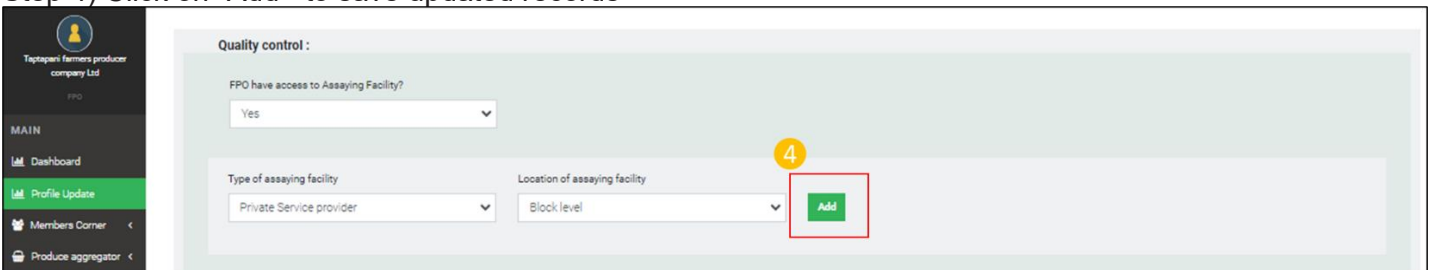 Taptapani farmers producer
company Ltd
FPO
MAIN
Dashboard
Profile Update
Members Corner
Produce aggregator
Quality control :
FPO have access to Assaying Facility?
Yes
4
Type of assaying facility
Location of assaying facility
Private Service provider
Block level
Add